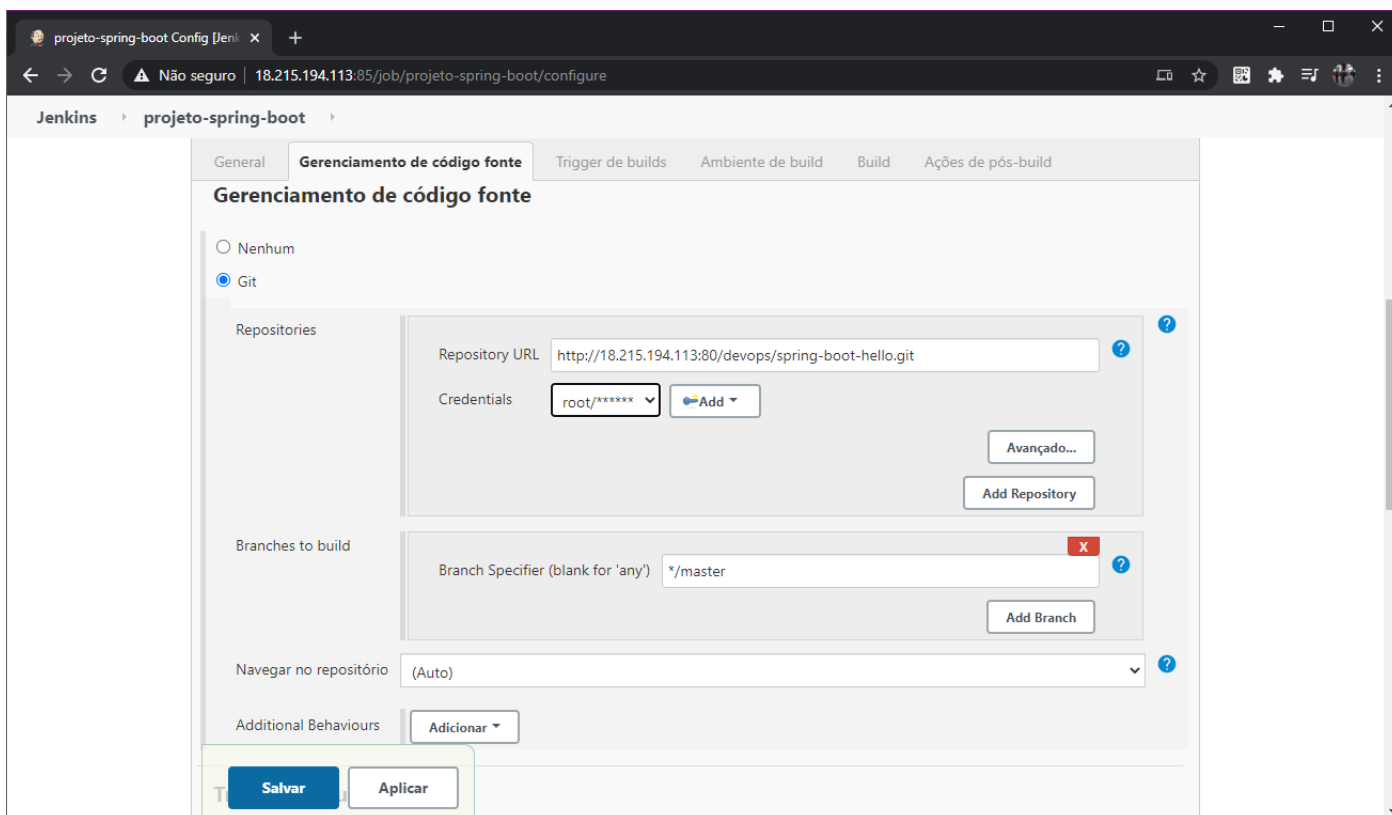 projeto-spring-boot Config [Jenk
Não seguro 18.215.194.113:85/job/projeto-spring-boot/configure
Jenkins projeto-spring-boot
General Gerenciamento de código fonte Trigger de builds Ambiente de build Build Ações de pós-build
Gerenciamento de código fonte
Nenhum
Git
Repositories
Repository URL http://18.215.194.113:80/devops/spring-boot-hello.git
Credentials root/****** Add
Avançado...
Add Repository
Branches to build
X
Branch Specifier (blank for 'any') */master
Add Branch
Navegar no repositório (Auto)
Additional Behaviours Adicionar
Salvar Aplicar